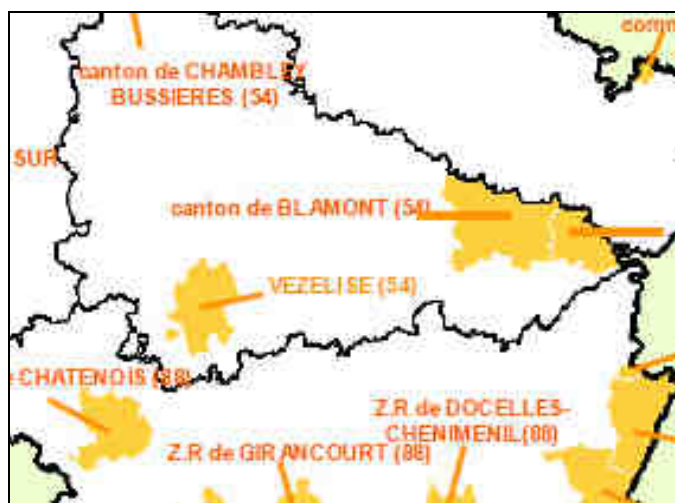 comm
canton de CHAMBLEY
BUSSIERES (54)
SUR
canton de BLAMONT (54)
VEZELISE (54)
CHATENOIS (88)
Z.R de DOCELLES-
CHENIMENIL(88)
Z.R de GIRANCOURT (88)